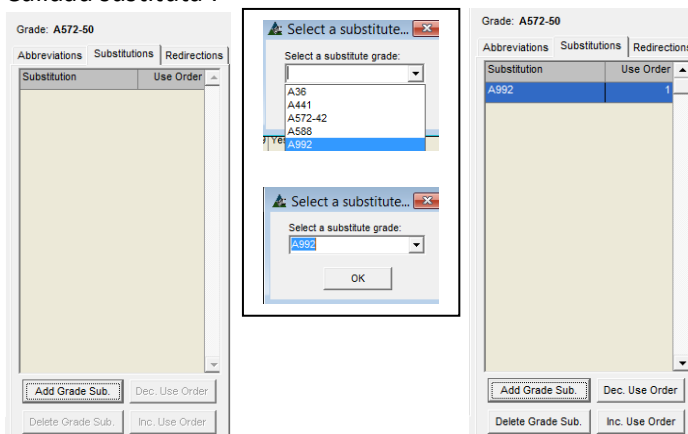 Calidad sustituta
Grade: A572-50
Abbreviations Substitutions Redirections
Substitution Use Order
Add Grade Sub. Dec. Use Order
Delete Grade Sub. Inc. Use Order
Select a substitute...
Select a substitute grade:
A36
A441
A572-42
A588
A992
Select a substitute...
Select a substitute grade:
A992
OK
Grade: A572-50
Abbreviations Substitutions Redirections
Substitution Use Order
A992 1
Add Grade Sub. Dec. Use Order
Delete Grade Sub. Inc. Use Order